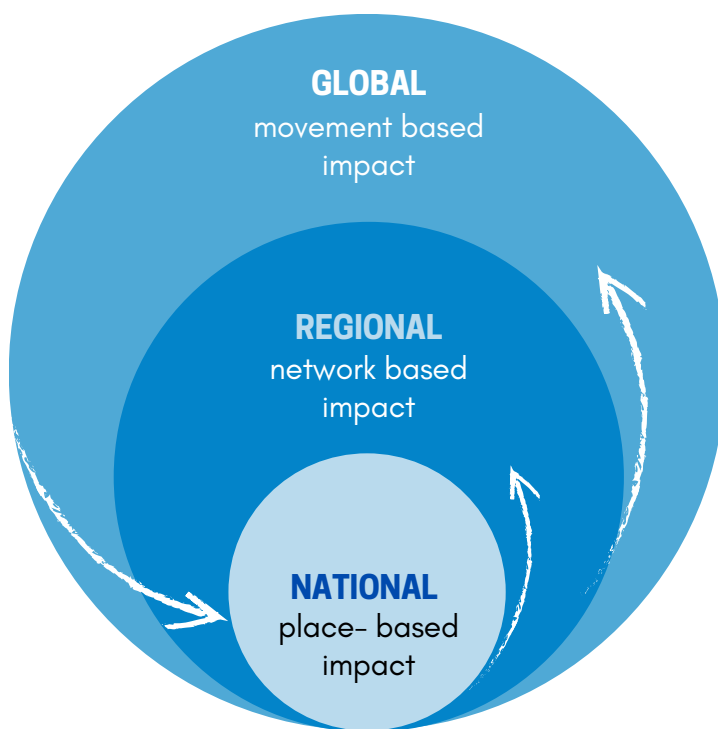 GLOBAL
movement based
impact
REGIONAL
network based
impact
NATIONAL
place- based
impact